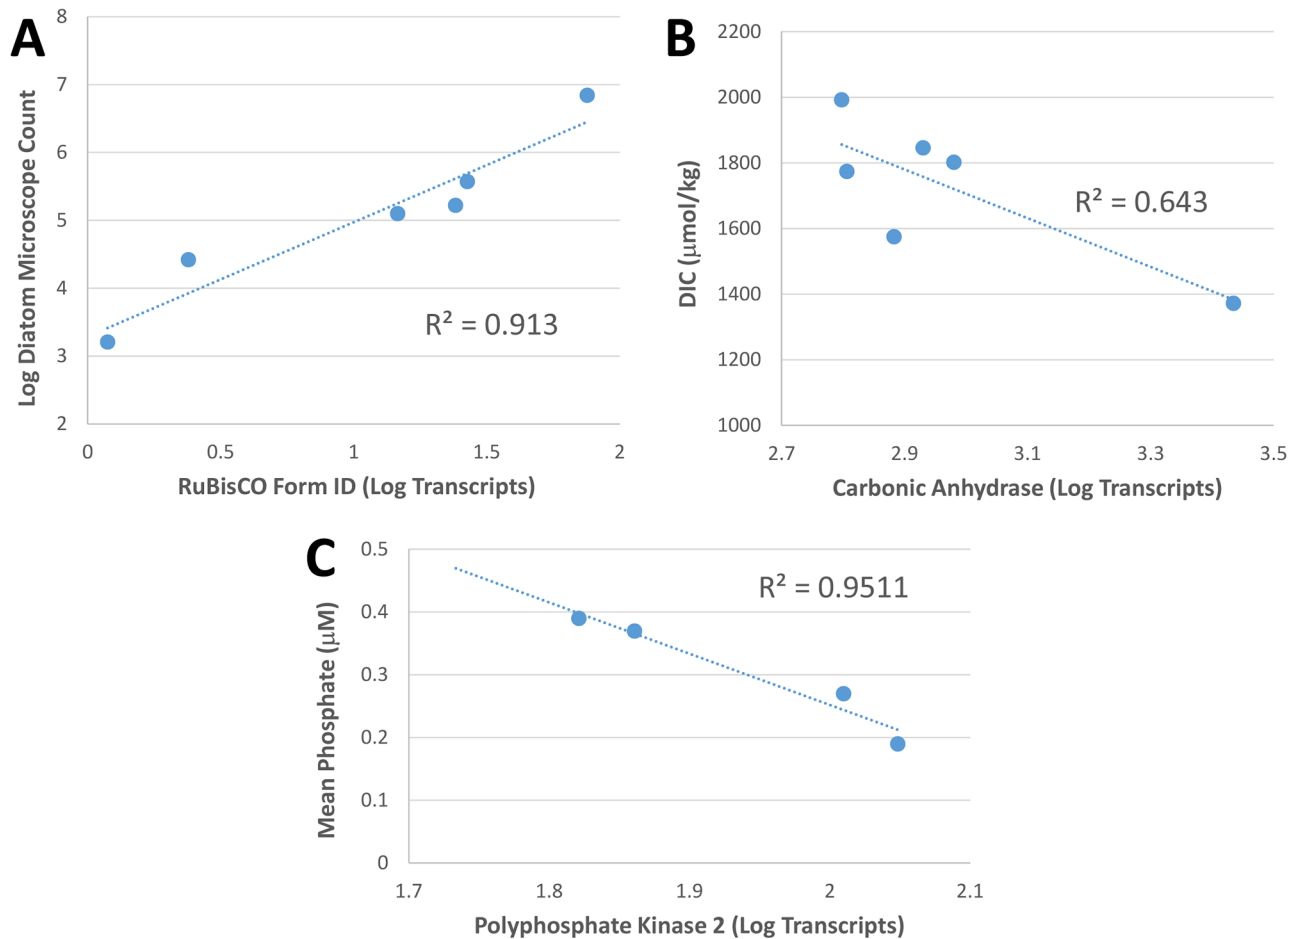 A
8
7
6
5
4
3
2
Log Diatom Microscope Count
R² = 0.913
0 0.5 1 1.5 2
RuBisCO Form ID (Log Transcripts)
B
2200
2000
1800
1600
1400
1200
1000
DIC (μmol/kg)
R² = 0.643
2.7 2.9 3.1 3.3 3.5
Carbonic Anhydrase (Log Transcripts)
C
0.5
0.4
0.3
0.2
0.1
0
Mean Phosphate (μM)
R² = 0.9511
1.7 1.8 1.9 2 2.1
Polyphosphate Kinase 2 (Log Transcripts)